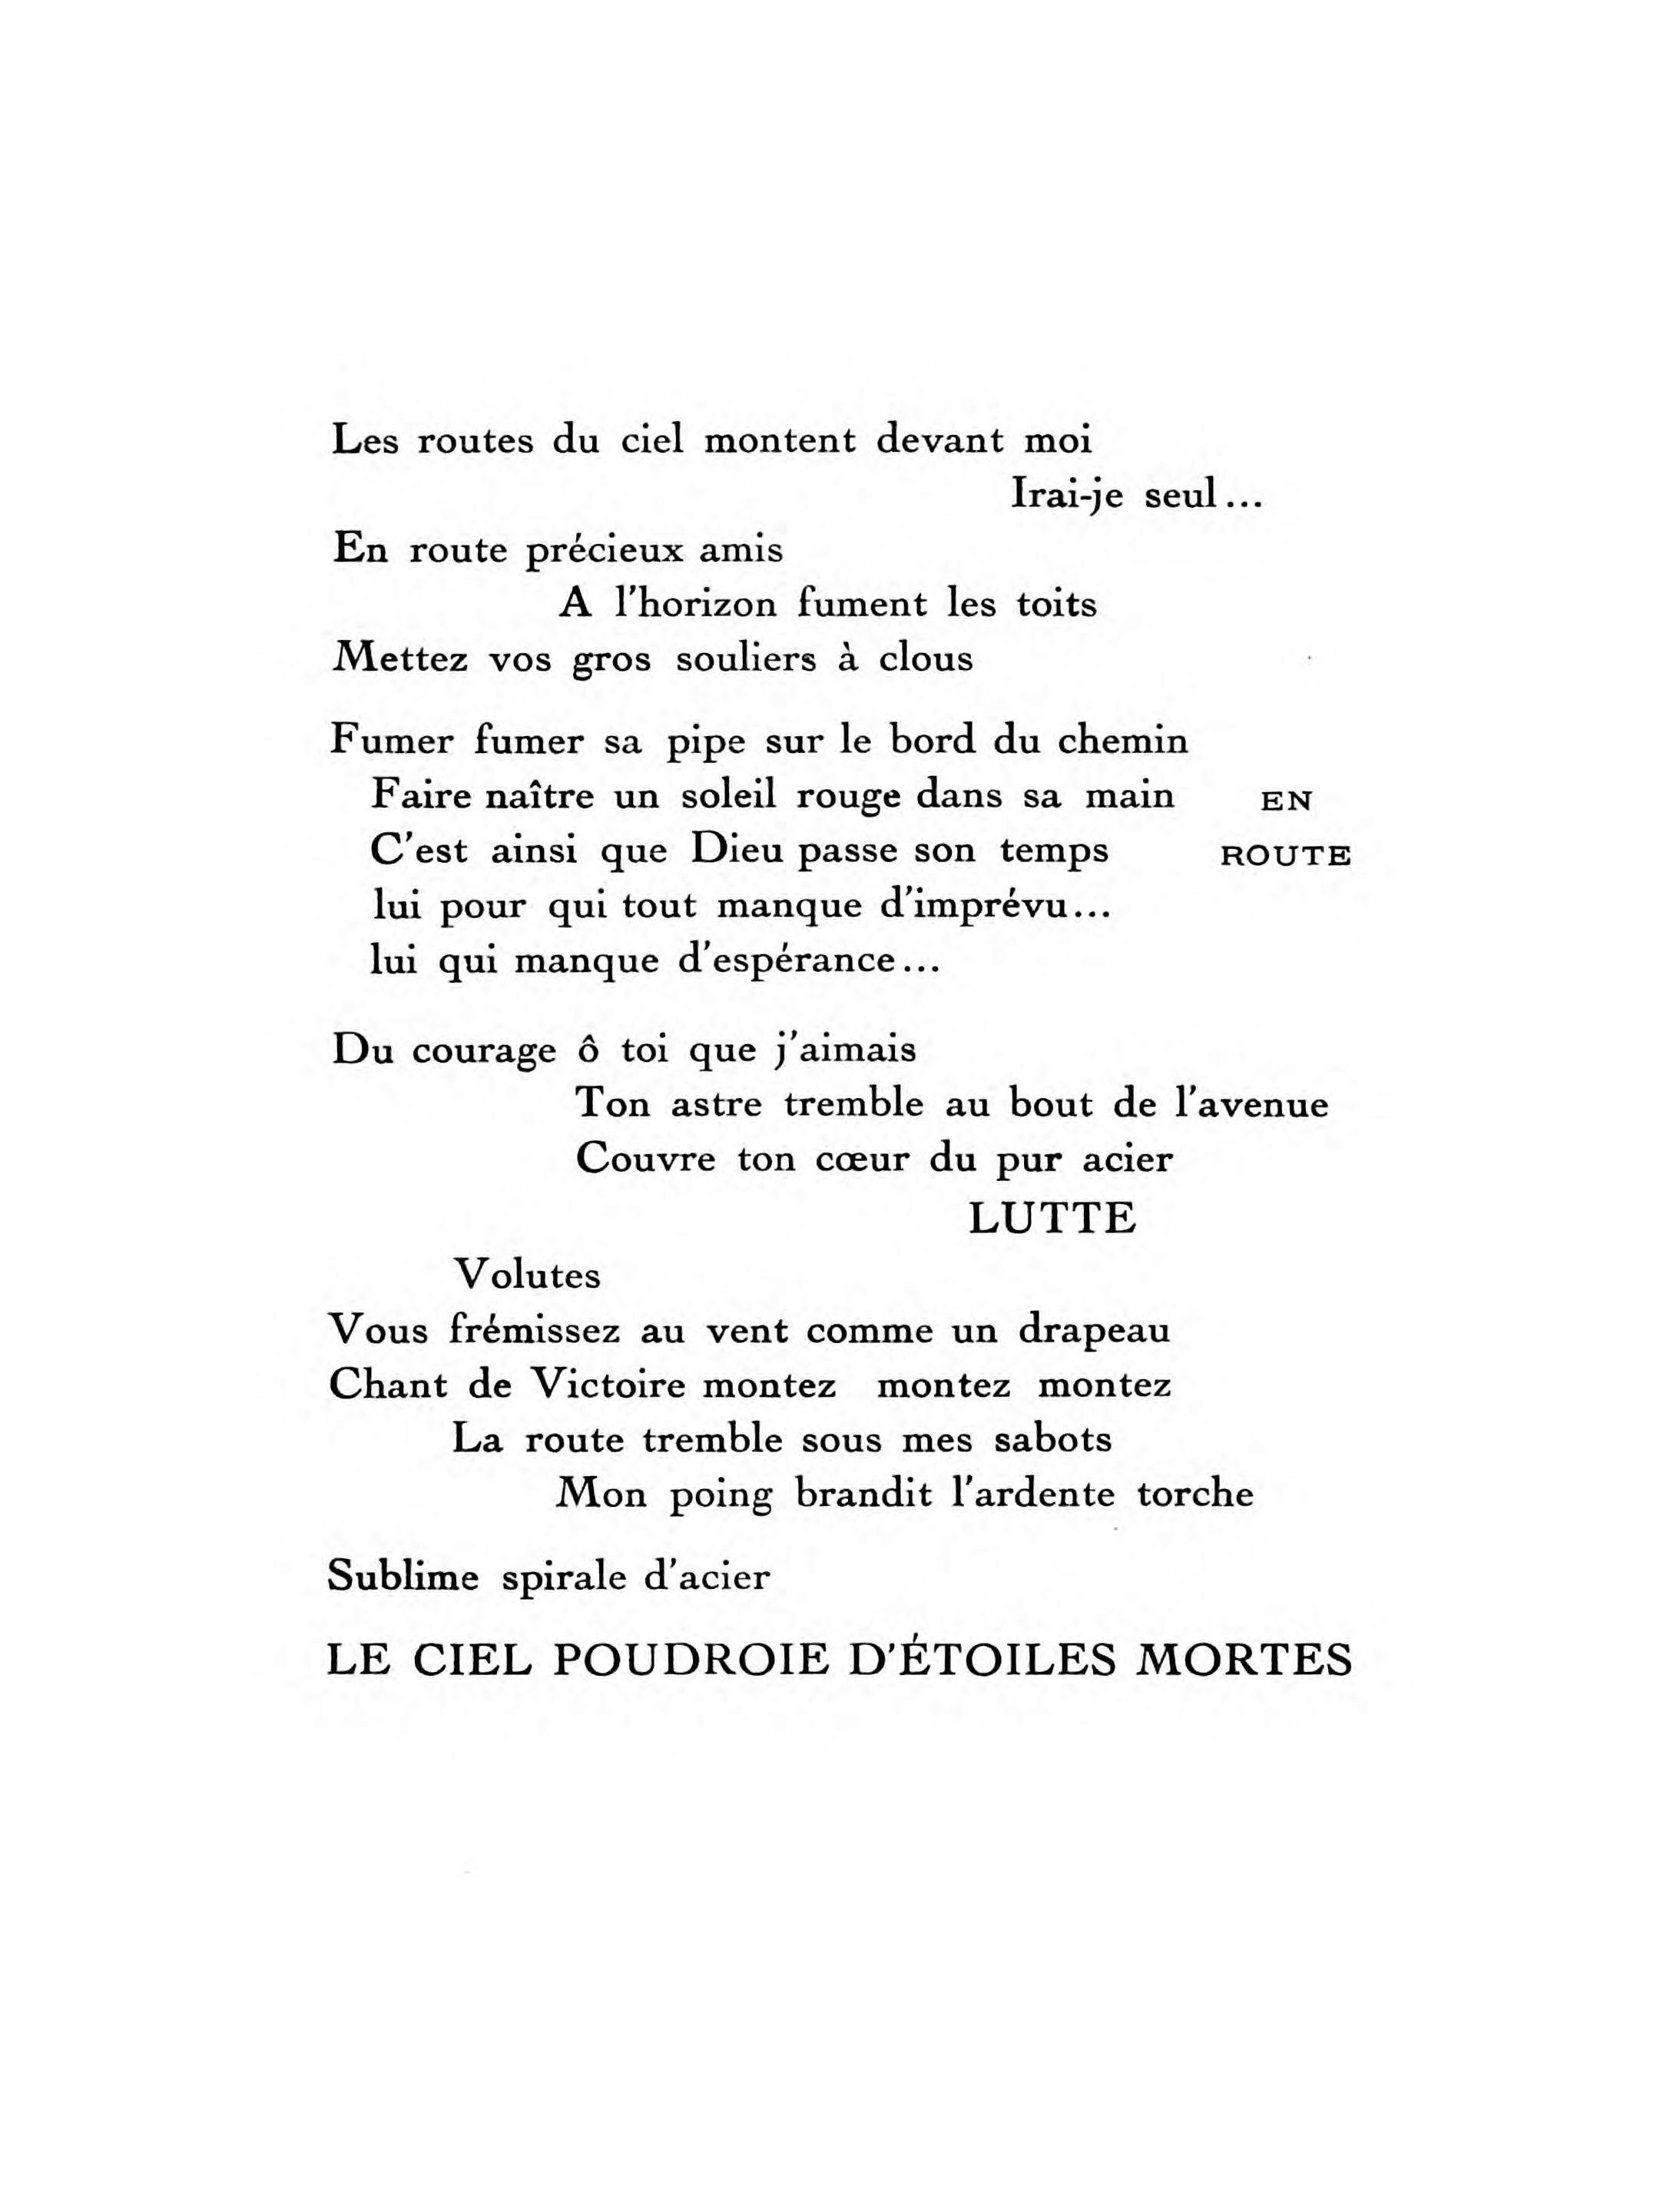 Les routes du ciel montent devant moi
Irai-je seul...
En route précieux amis
A l'horizon fument les toits
Mettez vos gros souliers à clous
Fumer fumer sa pipe sur le bord du chemin
Faire naître un soleil rouge dans sa main
EN
C'est ainsi que Dieu passe son temps
ROUTE
lui pour qui tout manque d'imprévu...
lui qui manque d'espérance...
Du courage ô toi que j'aimais
Ton astre tremble au bout de l'avenue
Couvre ton cœur du pur acier
LUTTE
Volutes
Vous frémissez au vent comme un drapeau
Chant de Victoire montez montez montez
La route tremble sous mes sabots
Mon poing brandit l'ardente torche
Sublime spirale d'acier
LE CIEL POUDROIE D'ÉTOILES MORTES